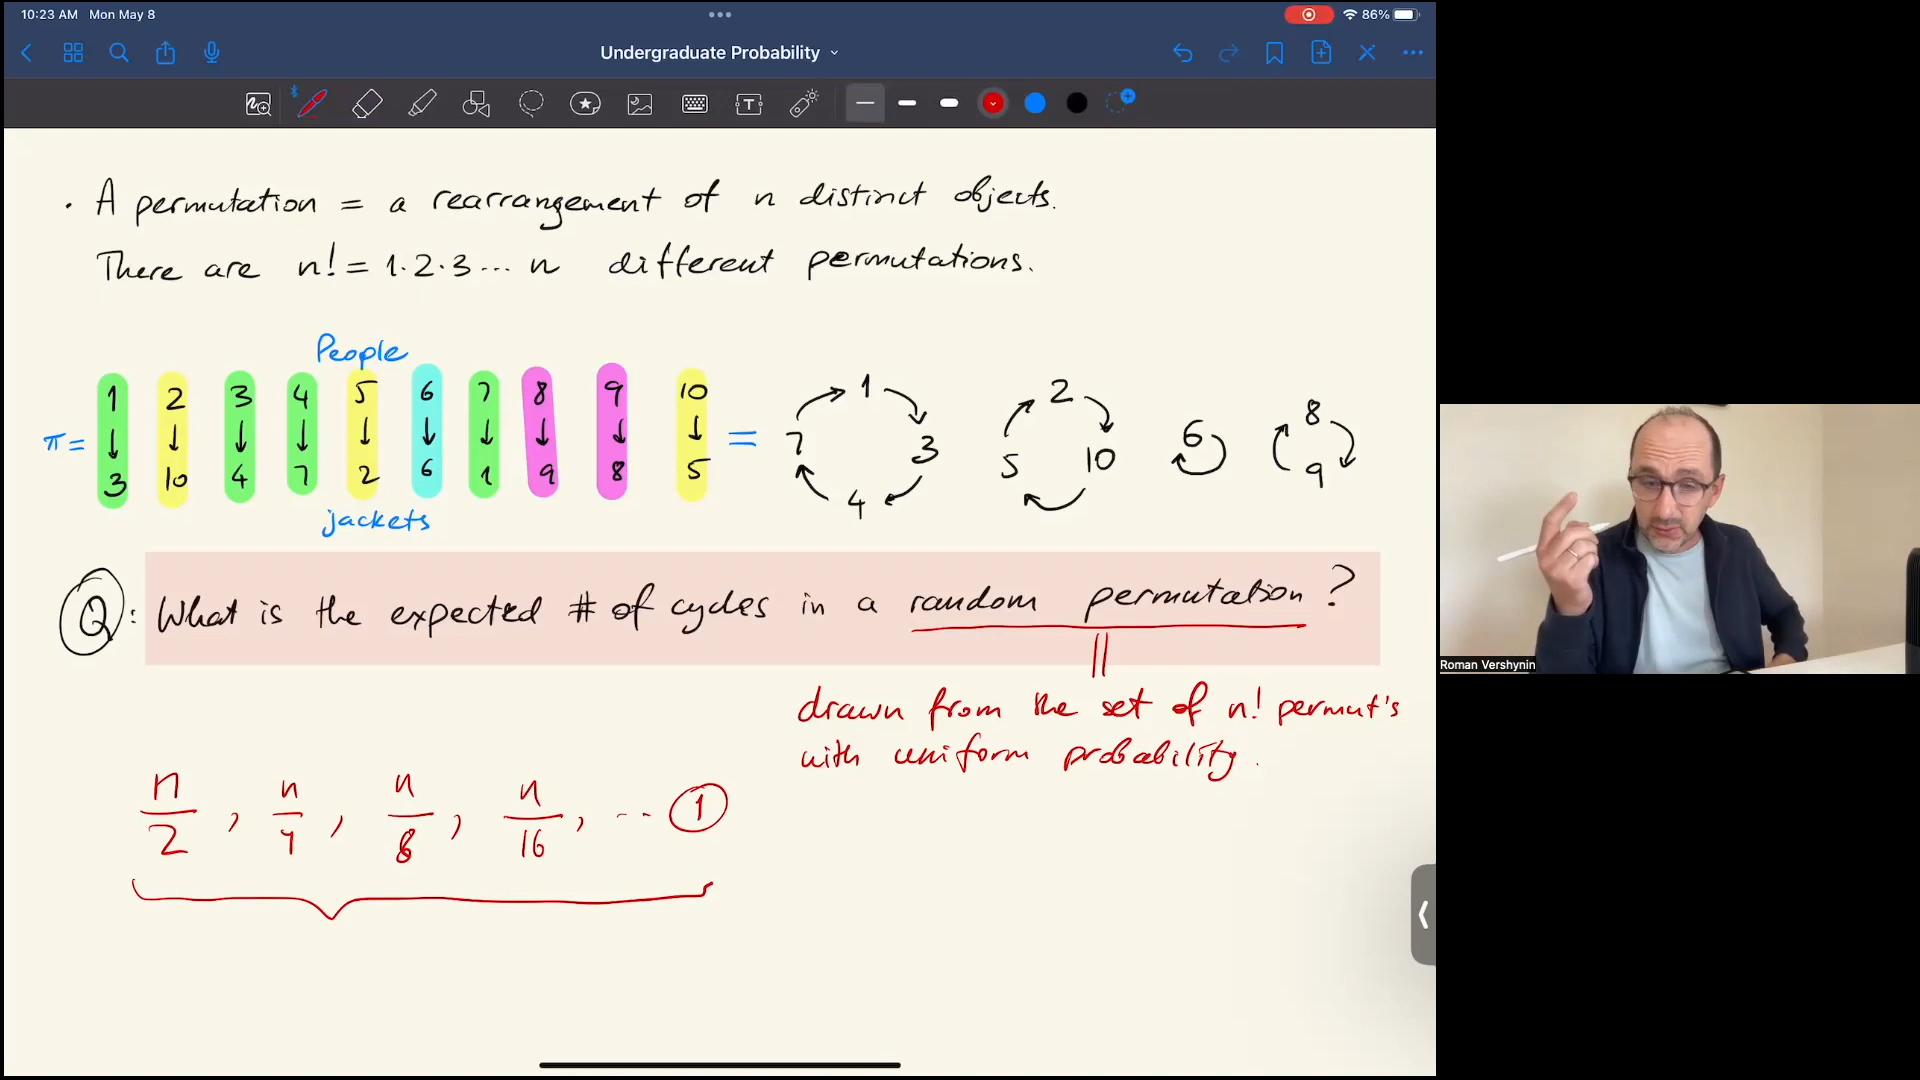 10:23 AM Mon May 8
86%
Undergraduate Probability
· A permutation = a rearrangement of n distinct objects.
There are n! = 1·2·3··· n different permutations.
People
1 2 3 4 5 6 7 8 9 10
π = ↓ ↓ ↓ ↓ ↓ ↓ ↓ ↓ ↓ ↓ =
3 10 4 7 2 6 1 9 8 5
jackets
1 3 4 7
2 10 5
6
8 9
Q: What is the expected # of cycles in a random permutation?
||
drawn from the set of n! permut's
with uniform probability.
n/2, n/4, n/8, n/16, ... 1
Roman Vershynin